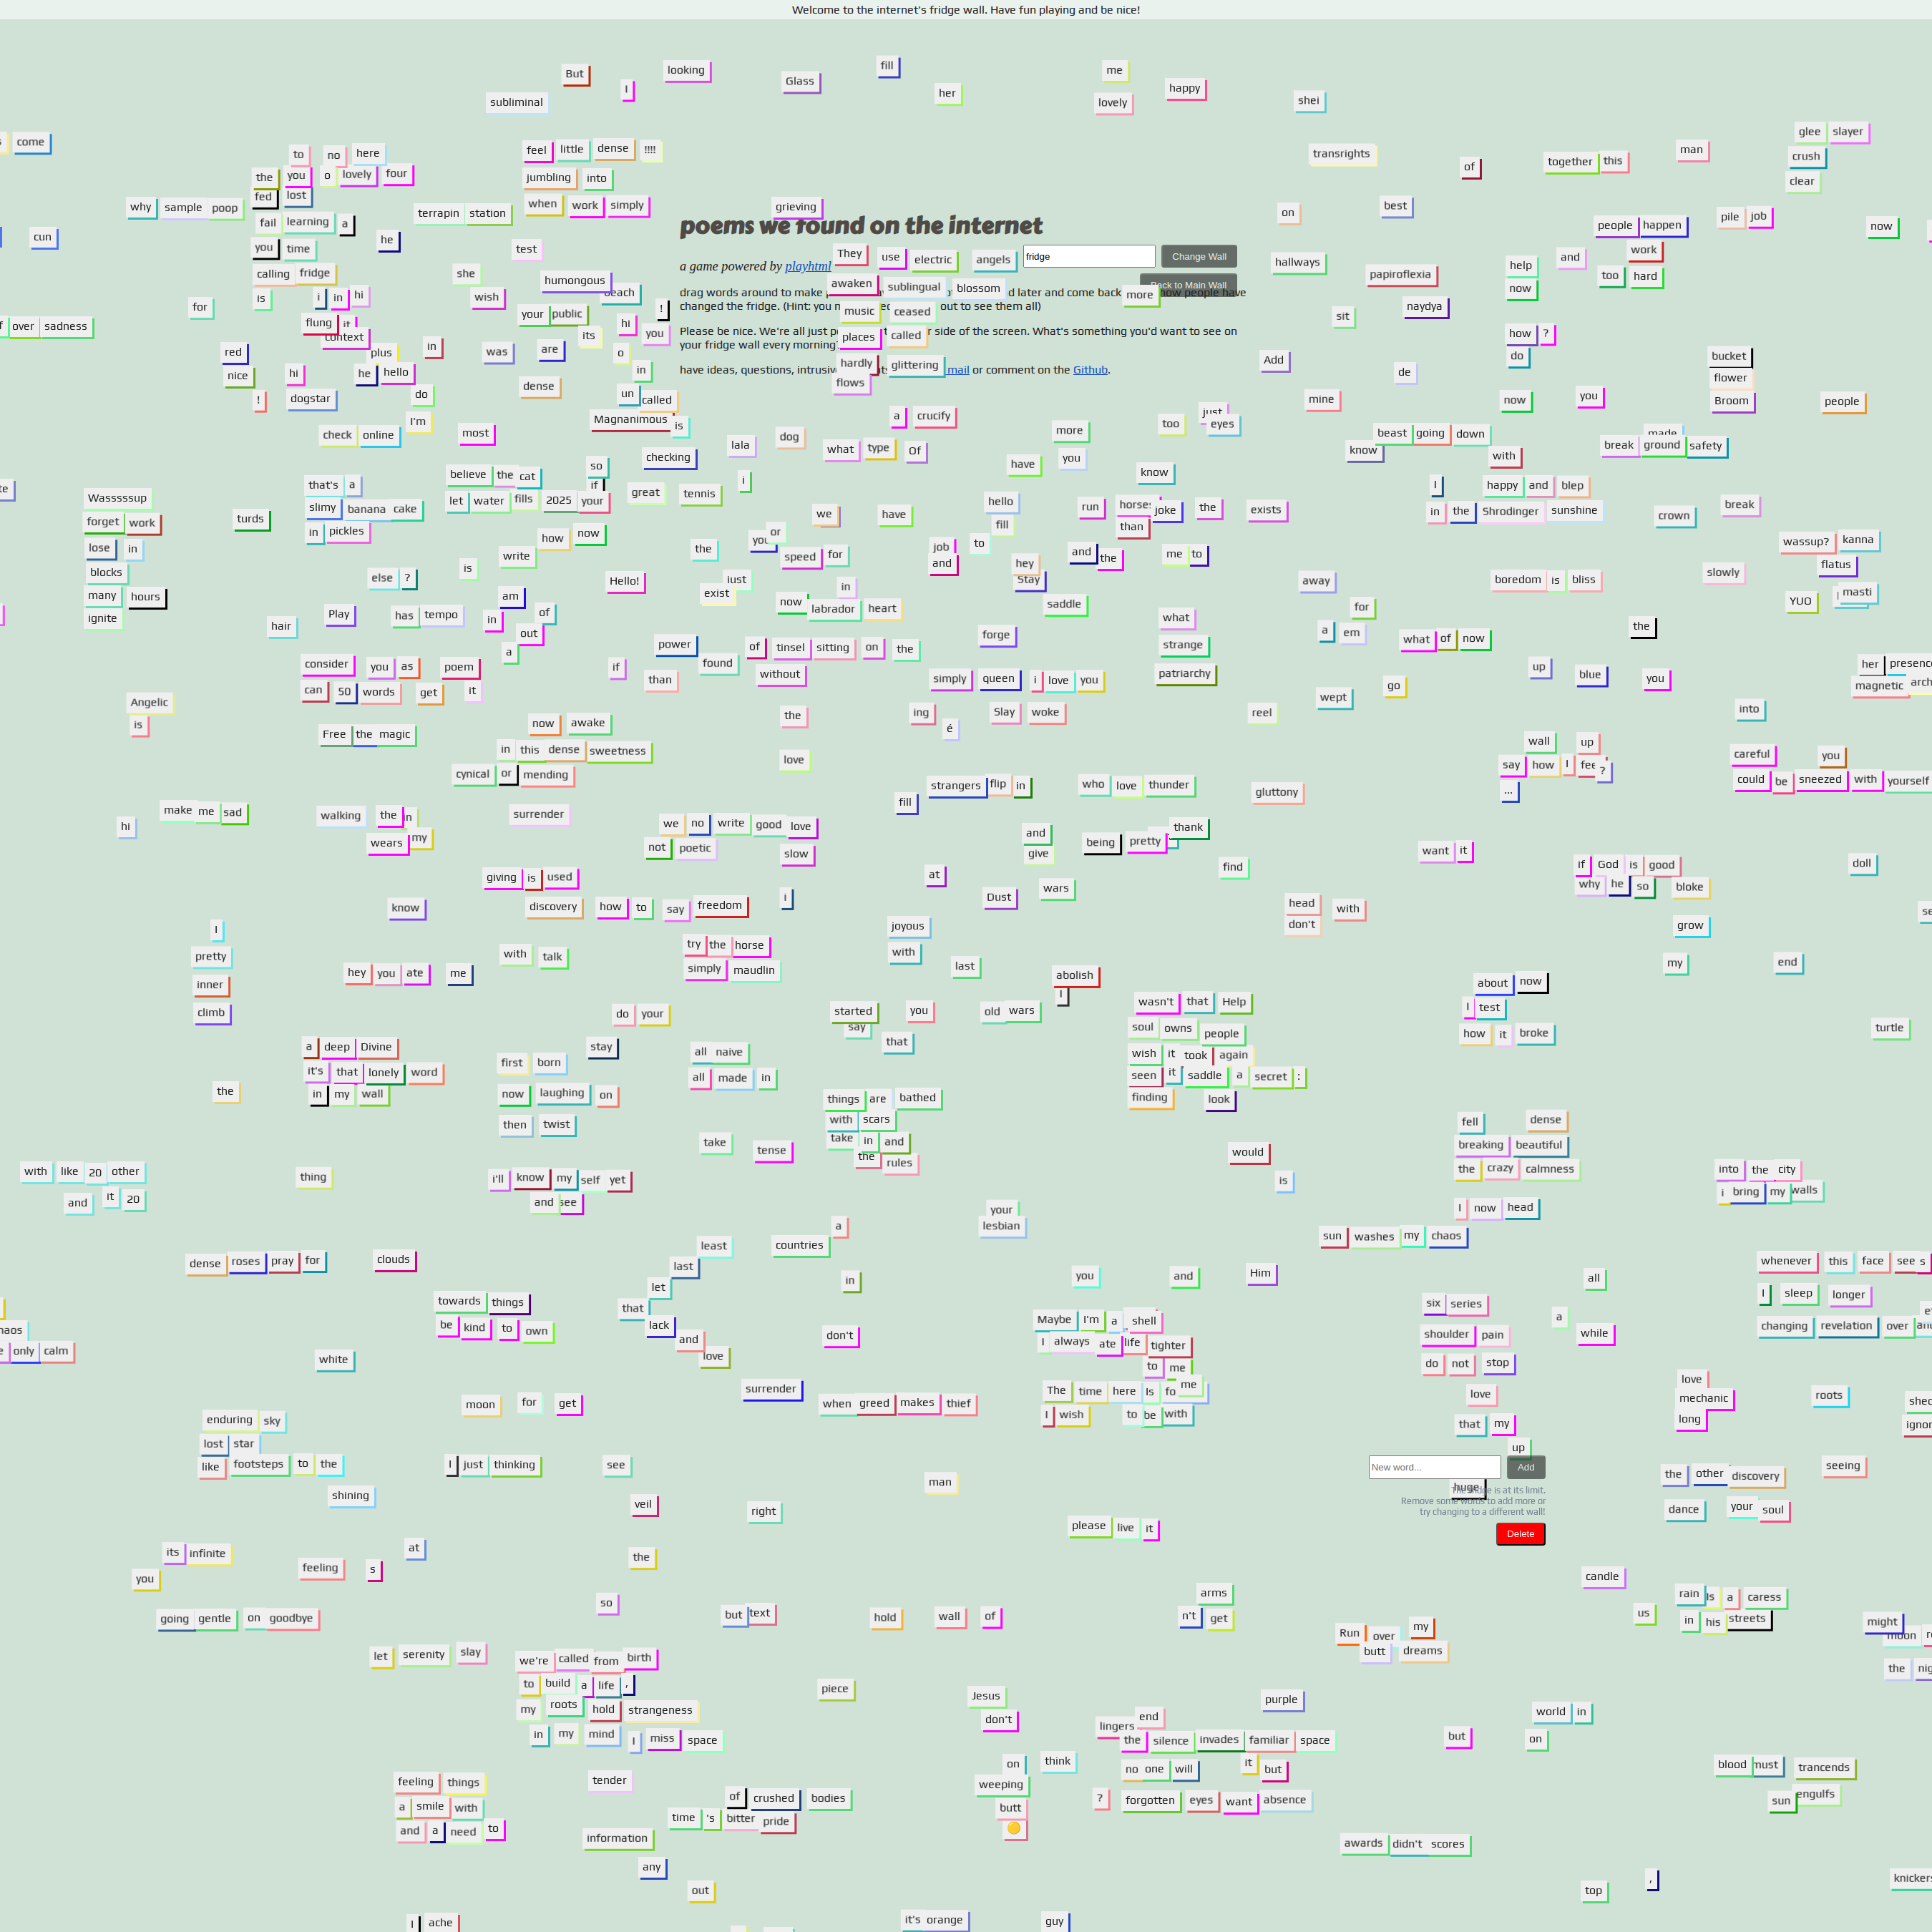 Welcome to the internet's fridge wall. Have fun playing and be nice!
But I looking Glass fill her me lovely happy shei
subliminal
come
glee slayer
crush
clear
transrights of together this man
to no here
the you o lovely four
fed lost
why sample poop
fail learning a
you time he
calling fridge
for is i in hi
flung it
context
plus in
red
nice hi he hello
! dogstar do
I'm
check online most
feel little dense !!!!
jumbling into
when work simply
terrapin station
test
she humongous
wish beach
your public !
its hi you
was are o
in
dense un called
Magnanimous is
cun
over sadness
grieving
poems we found on the internet
a game powered by playhtml
They use electric angels
fridge
Change Wall
Back to Main Wall
awaken sublingual blossom more
drag words around to make
d later and come back
how people have
changed the fridge. (Hint: you
out to see them all)
music ceased
Please be nice. We're all just
side of the screen. What's something you'd want to see on
your fridge wall every morning
places called
have ideas, questions, intrusiv
mail or comment on the Github.
hardly glittering
flows
on best
hallways papiroflexia
sit naydya
Add de
mine
people happen pile job now
and work
help too hard
now
how ?
do
bucket
flower
Broom
now you people
a crucify
what type Of
lala dog
checking
more you too just eyes
have know
know beast going down
with
made
break ground safety
Wasssssup
forget work
lose in
blocks
many hours
ignite
turds
that's a
slimy banana cake
in pickles
believe the cat
let water fills 2025 your
so
if
great tennis i
how now
write
is
else ?
we have
you or
the speed for
hello
fill
run horse joke the exists
than
job to
and
hey
Stay
and the me to
I happy and blep
in the Shrodinger sunshine
crown break
wassup? kanna
flatus
YUO masti
slowly
away boredom is bliss
Hello! just
exist
in
now labrador heart
saddle
for
a em
what of now
the
Play has tempo
am
in of
out
a
hair
consider you as poem
can 50 words get it
power of tinsel sitting on the
found
if than without
forge
simply queen i love you
what
strange
patriarchy
up blue you
go
wept
her presence
magnetic arch
into
Angelic
is
Free the magic
now awake
in this dense sweetness
cynical or mending
the
love
ing Slay woke
é
reel
wall up
say how I fee ?
...
careful you
could be sneezed with yourself
strangers flip in
fill
who love thunder
gluttony
make me sad
hi
walking the in
wears my
surrender
we no write good love
not poetic slow
and
give
being pretty thank
find
want it
if God is good
why he so bloke
doll
giving is used
know
discovery how to say freedom
i
at
Dust wars
head
don't with
grow
I
pretty
inner
climb
hey you ate me
with talk
try the horse
simply maudlin
joyous
with
last
abolish
I
my end
about now
I test
how it broke
turtle
do your
started you old wars
say
that
wasn't that Help
soul owns people
wish it took again
seen it saddle a secret :
finding look
a deep Divine
it's that lonely word
in my wall
the
first born stay
now laughing on
then twist
all naive
all made in
things are bathed
with scars
take in and
the rules
take tense
would
is
fell dense
breaking beautiful
the crazy calmness
I now head
with like 20 other
and it 20
thing
i'll know my self yet
and see
your
lesbian
into the city
i bring my walls
sun washes my chaos
dense roses pray for clouds
a
countries
least
last
let
that
lack
and
love
in
you and Him
all
whenever this face see s
I sleep longer
changing revelation over
towards things
be kind to own
only calm
white
don't
Maybe I'm a shell
I always ate life tighter
to me
The time here Is fo me
I wish to be with
six series
shoulder pain
do not stop
love
that my
up
a
while
love
mechanic
long
roots
surrender
when greed makes thief
moon for get
enduring sky
lost star
like footsteps to the
shining
I just thinking see
veil right
man
New word...
Add
huge
The fridge is at its limit.
Remove some words to add more or
try changing to a different wall!
Delete
the other discovery
dance your soul
seeing
please live it
its infinite
you
feeling s
at
the
going gentle on goodbye
so
but text
hold wall of
arms
n't get
candle
us
rain Is a caress
in his streets
might
moon
the
Run over my
butt dreams
let serenity slay
we're called from birth
to build a life ,
my roots hold strangeness
in my mind I miss space
piece
Jesus
don't
purple
lingers end
the silence invades familiar space
no one will it but
? forgotten eyes want absence
but
world in
on
feeling things
a smile with
and a need to
tender
of crushed bodies
time 's bitter pride
information
any
out
on think
weeping
butt
blood must trancends
sun engulfs
awards didn't scores
top ,
knickers
I ache
it's orange
guy